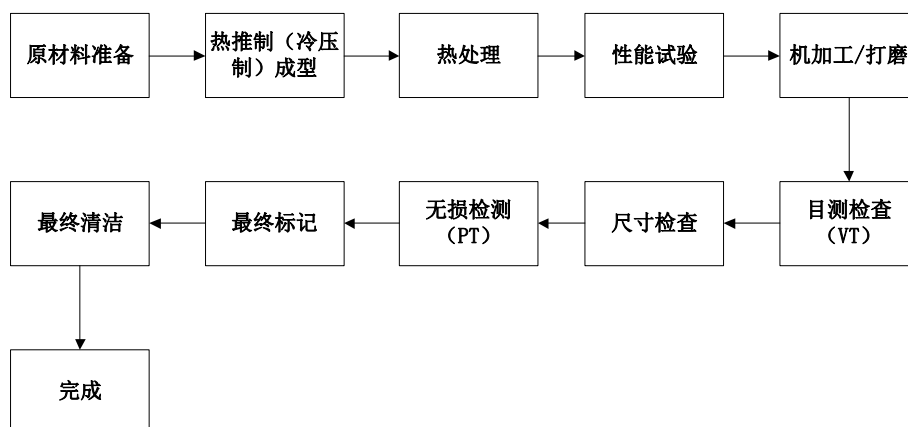 原材料准备
热推制（冷压
制）成型
热处理
性能试验
机加工/打磨
目测检查
（VT）
尺寸检查
无损检测
（PT）
最终标记
最终清洁
完成